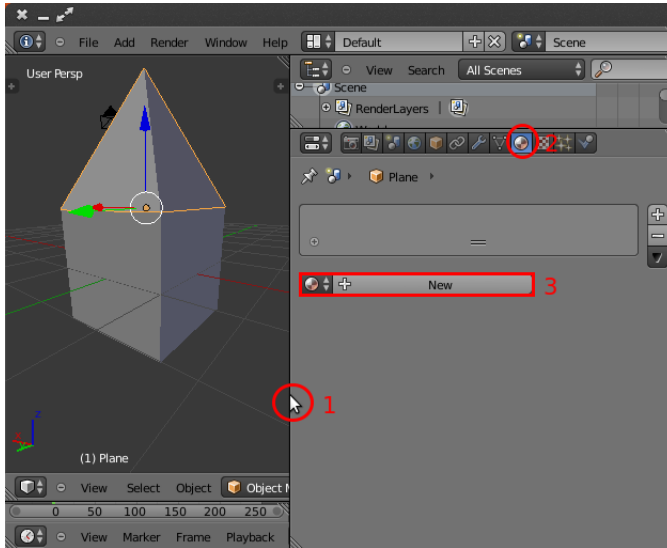 File Add Render Window Help Default Scene
User Persp
View Search All Scenes
Scene
RenderLayers |
2
Plane
New 3
1
z
y
(1) Plane
View Select Object Object
0 50 100 150 200 250
View Marker Frame Playback